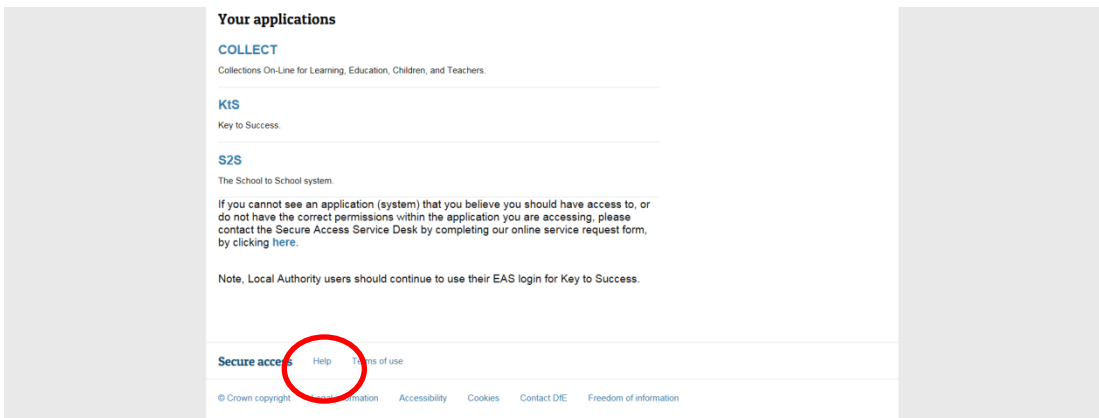 Your applications
COLLECT
Collections On-Line for Learning, Education, Children, and Teachers.
KtS
Key to Success.
S2S
The School to School system.
If you cannot see an application (system) that you believe you should have access to, or
do not have the correct permissions within the application you are accessing, please
contact the Secure Access Service Desk by completing our online service request form,
by clicking here.
Note, Local Authority users should continue to use their EAS login for Key to Success.
Secure access Help Terms of use
© Crown copyright Legal information Accessibility Cookies Contact DfE Freedom of information